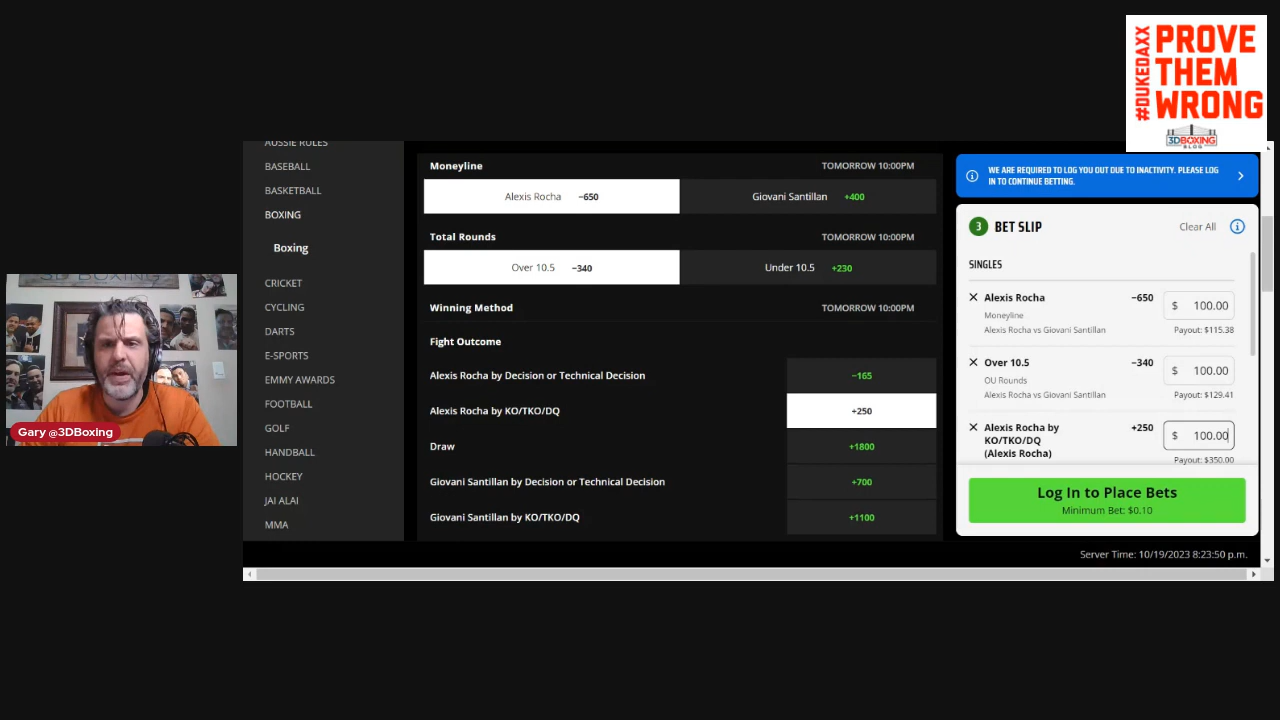 #DUKEDAXX
PROVE
THEM
WRONG
3DBOXING
BLOG
AUSSIE RULES
BASEBALL
BASKETBALL
BOXING
Boxing
CRICKET
CYCLING
DARTS
E-SPORTS
EMMY AWARDS
FOOTBALL
GOLF
HANDBALL
HOCKEY
JAI ALAI
MMA
Moneyline TOMORROW 10:00PM
Alexis Rocha −650 Giovani Santillan +400
Total Rounds TOMORROW 10:00PM
Over 10.5 −340 Under 10.5 +230
Winning Method TOMORROW 10:00PM
Fight Outcome
Alexis Rocha by Decision or Technical Decision −165
Alexis Rocha by KO/TKO/DQ +250
Draw +1800
Giovani Santillan by Decision or Technical Decision +700
Giovani Santillan by KO/TKO/DQ +1100
WE ARE REQUIRED TO LOG YOU OUT DUE TO INACTIVITY. PLEASE LOG
IN TO CONTINUE BETTING.
3 BET SLIP Clear All
SINGLES
Alexis Rocha −650 $ 100.00
Moneyline
Alexis Rocha vs Giovani Santillan Payout: $115.38
Over 10.5 −340 $ 100.00
OU Rounds
Alexis Rocha vs Giovani Santillan Payout: $129.41
Alexis Rocha by +250 $ 100.00
KO/TKO/DQ
(Alexis Rocha) Payout: $350.00
Log In to Place Bets
Minimum Bet: $0.10
Server Time: 10/19/2023 8:23:50 p.m.
Gary @3DBoxing